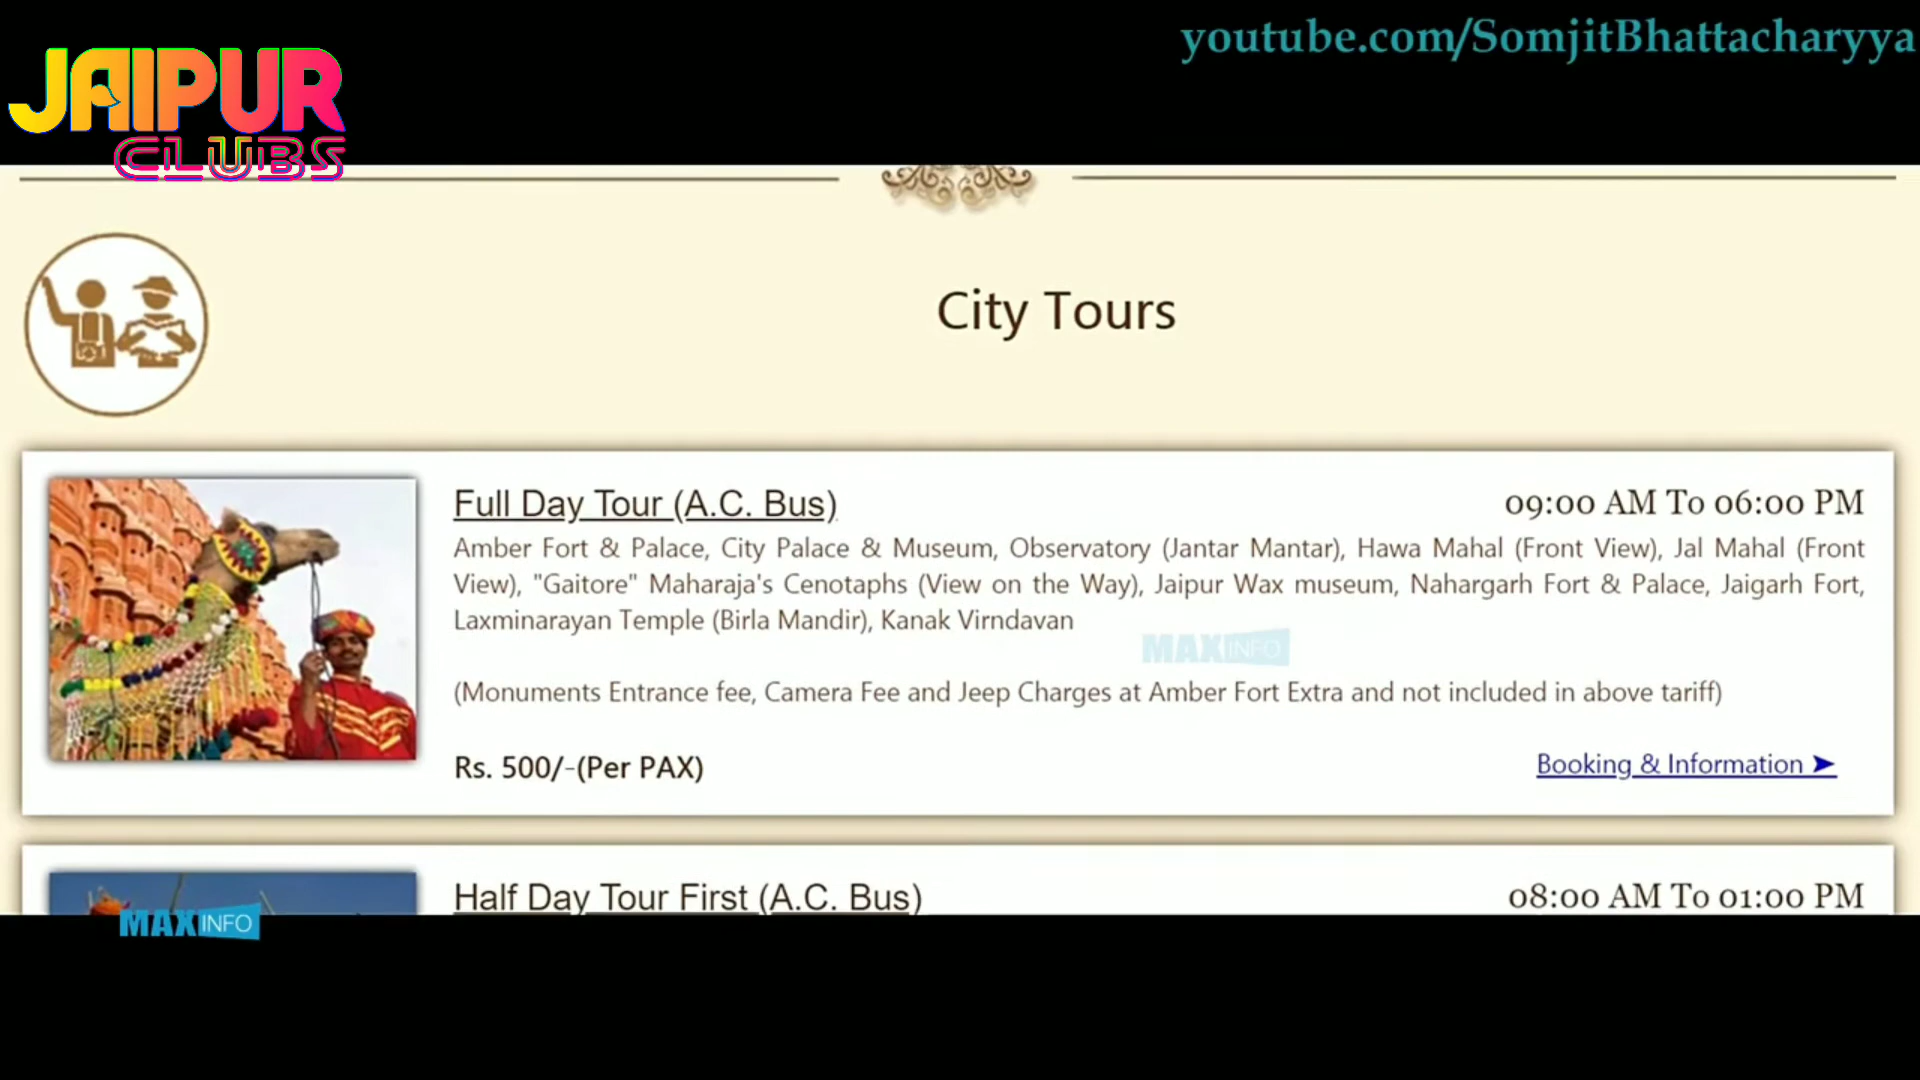 youtube.com/SomjitBhattacharyya
JAIPUR
CLUBS
City Tours
Full Day Tour (A.C. Bus)
09:00 AM To 06:00 PM
Amber Fort & Palace, City Palace & Museum, Observatory (Jantar Mantar), Hawa Mahal (Front View), Jal Mahal (Front
View), "Gaitore" Maharaja's Cenotaphs (View on the Way), Jaipur Wax museum, Nahargarh Fort & Palace, Jaigarh Fort,
Laxminarayan Temple (Birla Mandir), Kanak Virndavan
MAXINFO
(Monuments Entrance fee, Camera Fee and Jeep Charges at Amber Fort Extra and not included in above tariff)
Rs. 500/-(Per PAX)
Booking & Information ➤
Half Day Tour First (A.C. Bus)
08:00 AM To 01:00 PM
MAXINFO